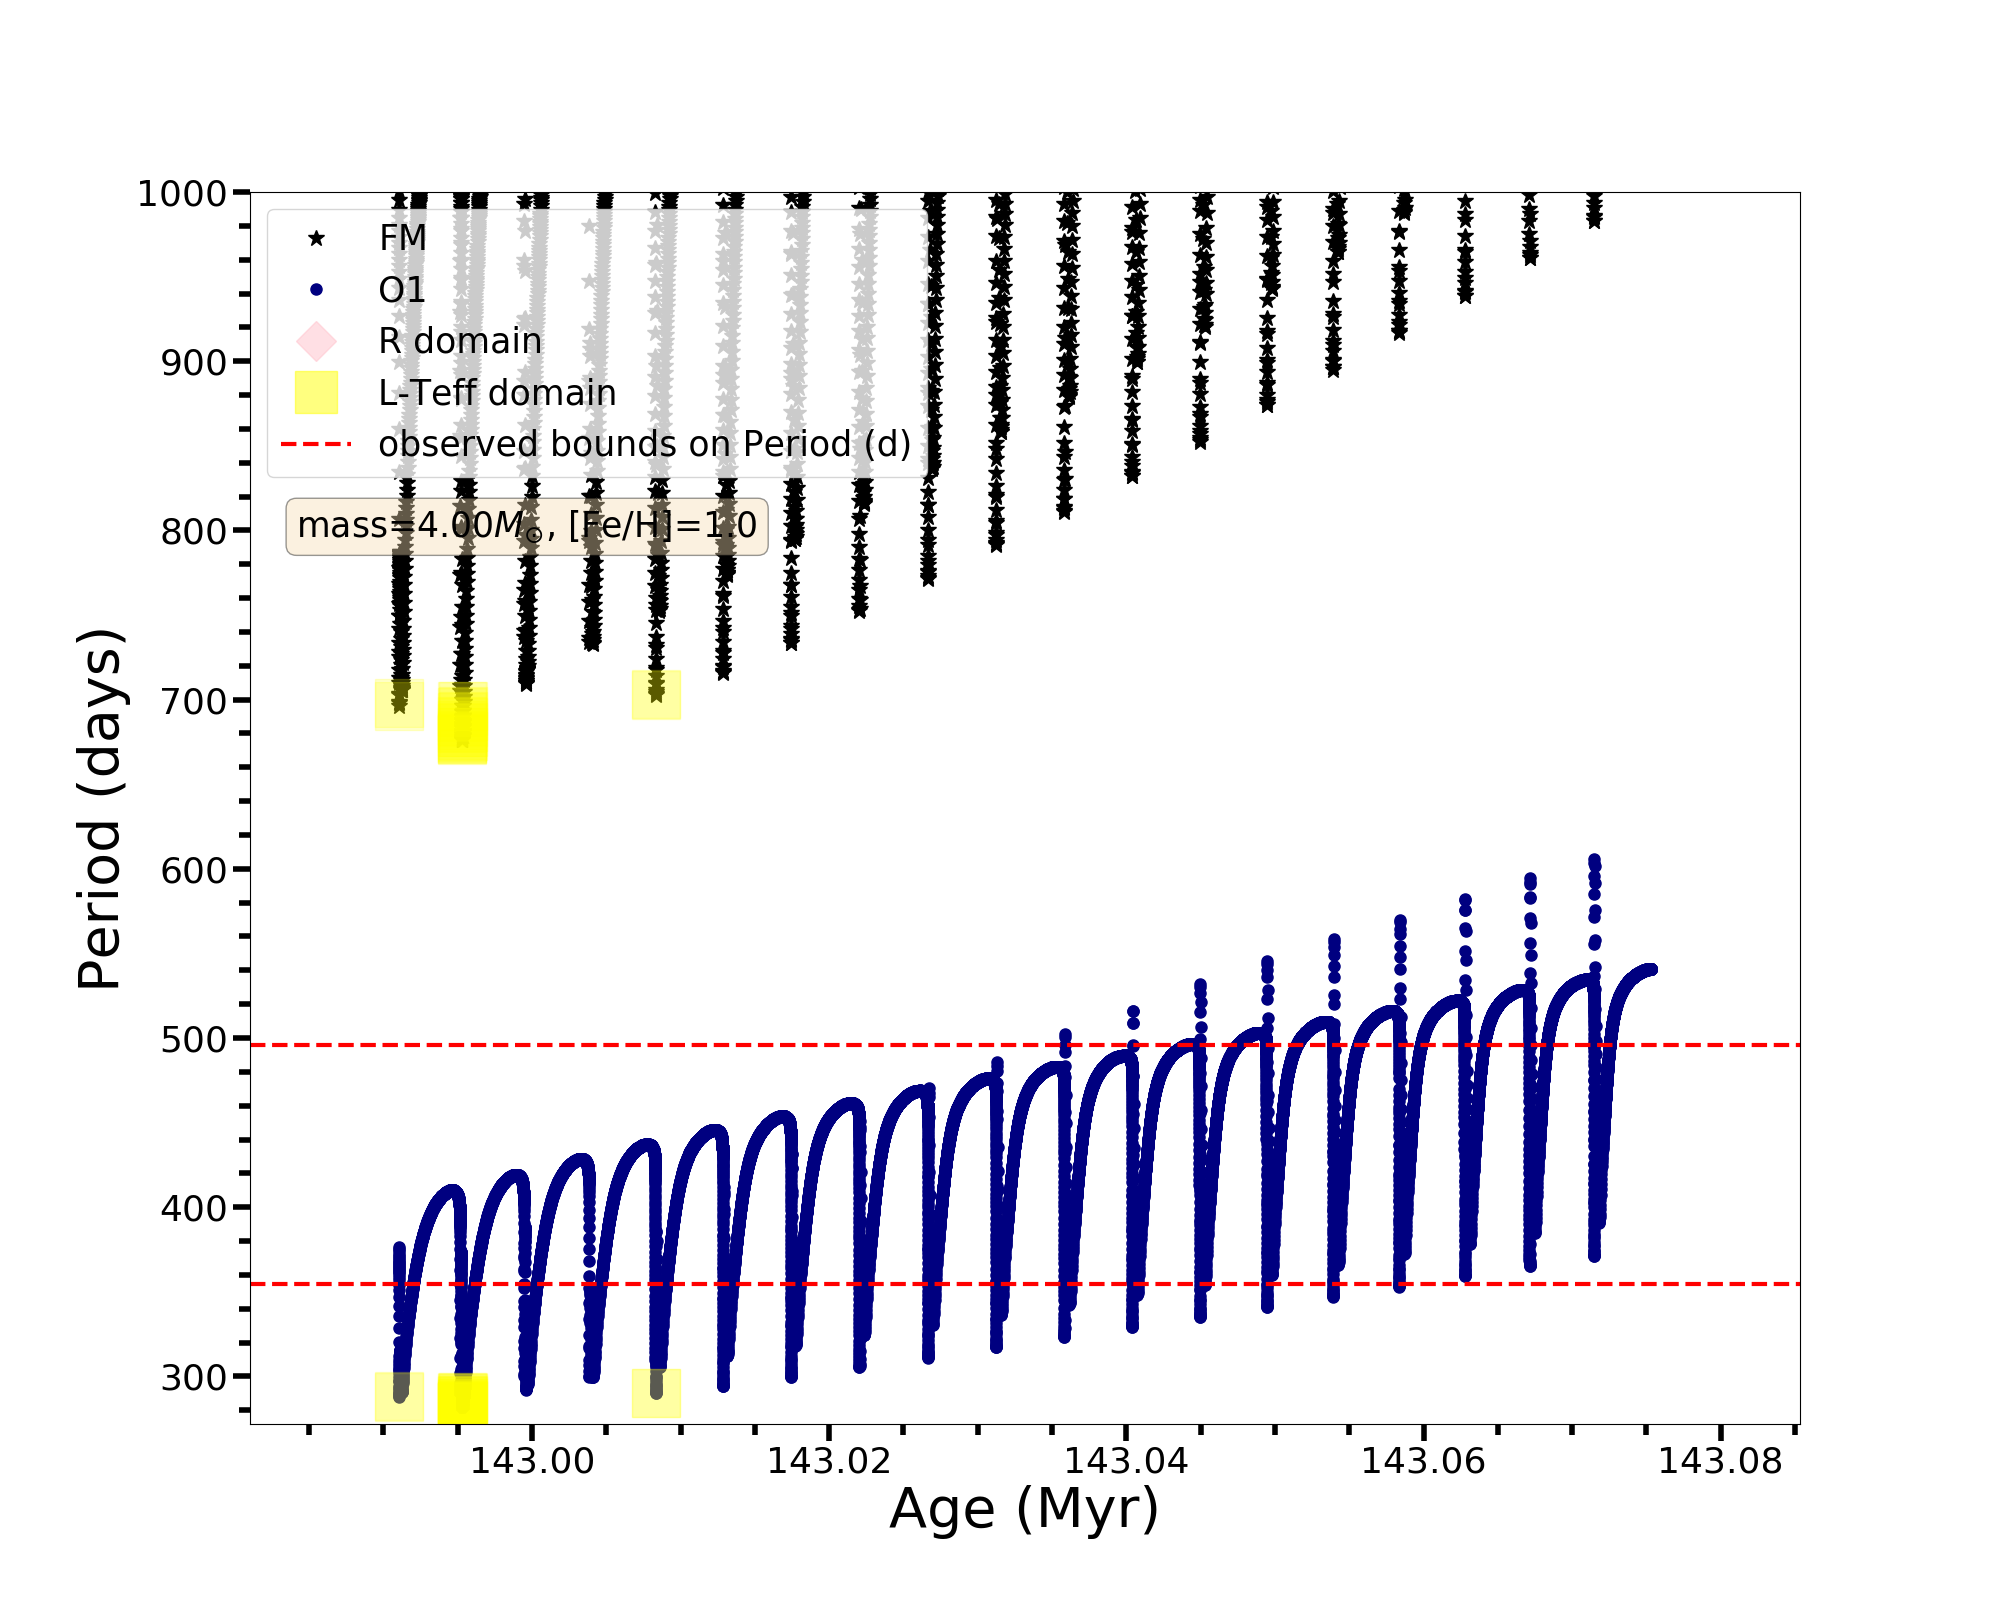 1000
900
800
700
600
500
400
300
Period (days)
FM
O1
R domain
L-Teff domain
observed bounds on Period (d)
mass=4.00M⊙, [Fe/H]=1.0
143.00 143.02 143.04 143.06 143.08
Age (Myr)